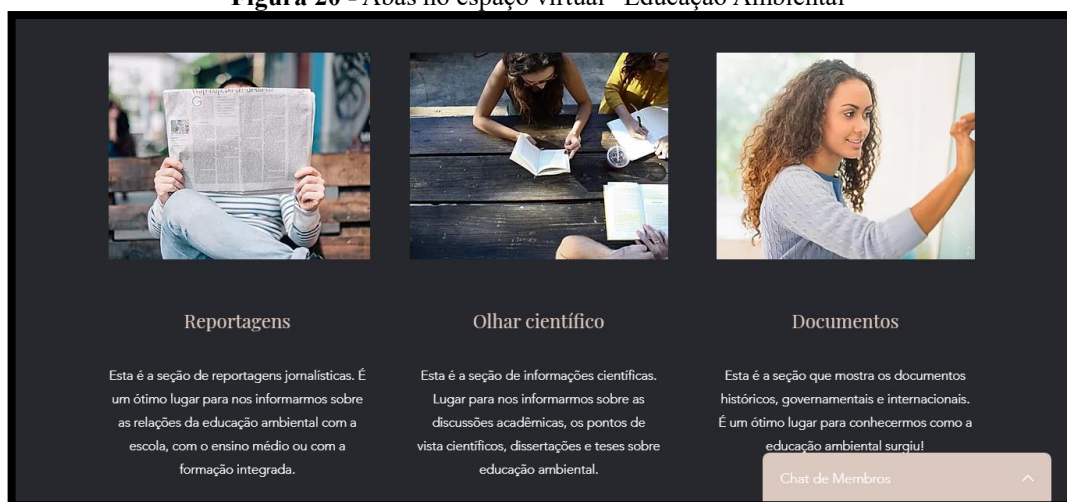 Figura 20 - Abas no espaço virtual "Educação Ambiental"
Reportagens
Esta é a seção de reportagens jornalísticas. É
um ótimo lugar para nos informarmos sobre
as relações da educação ambiental com a
escola, com o ensino médio ou com a
formação integrada.
Olhar científico
Esta é a seção de informações científicas.
Lugar para nos informarmos sobre as
discussões acadêmicas, os pontos de
vista científicos, dissertações e teses sobre
educação ambiental.
Documentos
Esta é a seção que mostra os documentos
históricos, governamentais e internacionais.
É um ótimo lugar para conhecermos como a
educação ambiental surgiu!
Chat de Membros